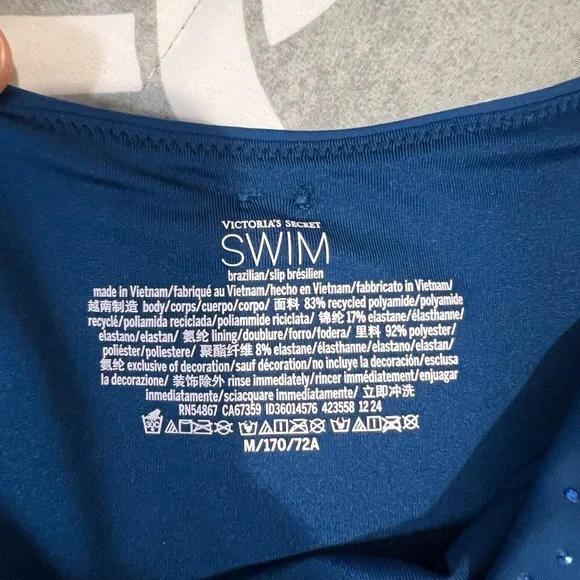 VICTORIA'S SECRET
SWIM
brazilian/slip brésilien
made in Vietnam/fabriqué au Vietnam/hecho en Vietnam/fabbricato in Vietnam/
越南制造 body/corps/cuerpo/corpo/ 面料 83% recycled polyamide/polyamide
recyclé/poliamida reciclada/poliammide riciclata/ 锦纶 17% elastane/élasthanne/
elastano/elastan/ 氨纶 lining/doublure/forro/fodera/ 里料 92% polyester/
poliéster/poliestere/ 聚酯纤维 8% elastane/élasthanne/elastano/elastan/
氨纶 exclusive of decoration/sauf décoration/no incluye la decoración/esclusa
la decorazione/ 装饰除外 rinse immediately/rincer immédiatement/enjuagar
inmediatamente/sciacquare immediatamente/ 立即冲洗
RN54867 CA67359 ID36014576 423558 12 24
M/170/72A